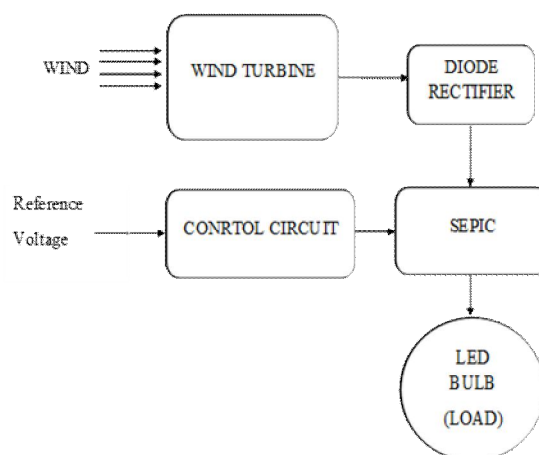 WIND
WIND TURBINE
DIODE
RECTIFIER
Reference
Voltage
CONRTOL CIRCUIT
SEPIC
LED
BULB
(LOAD)